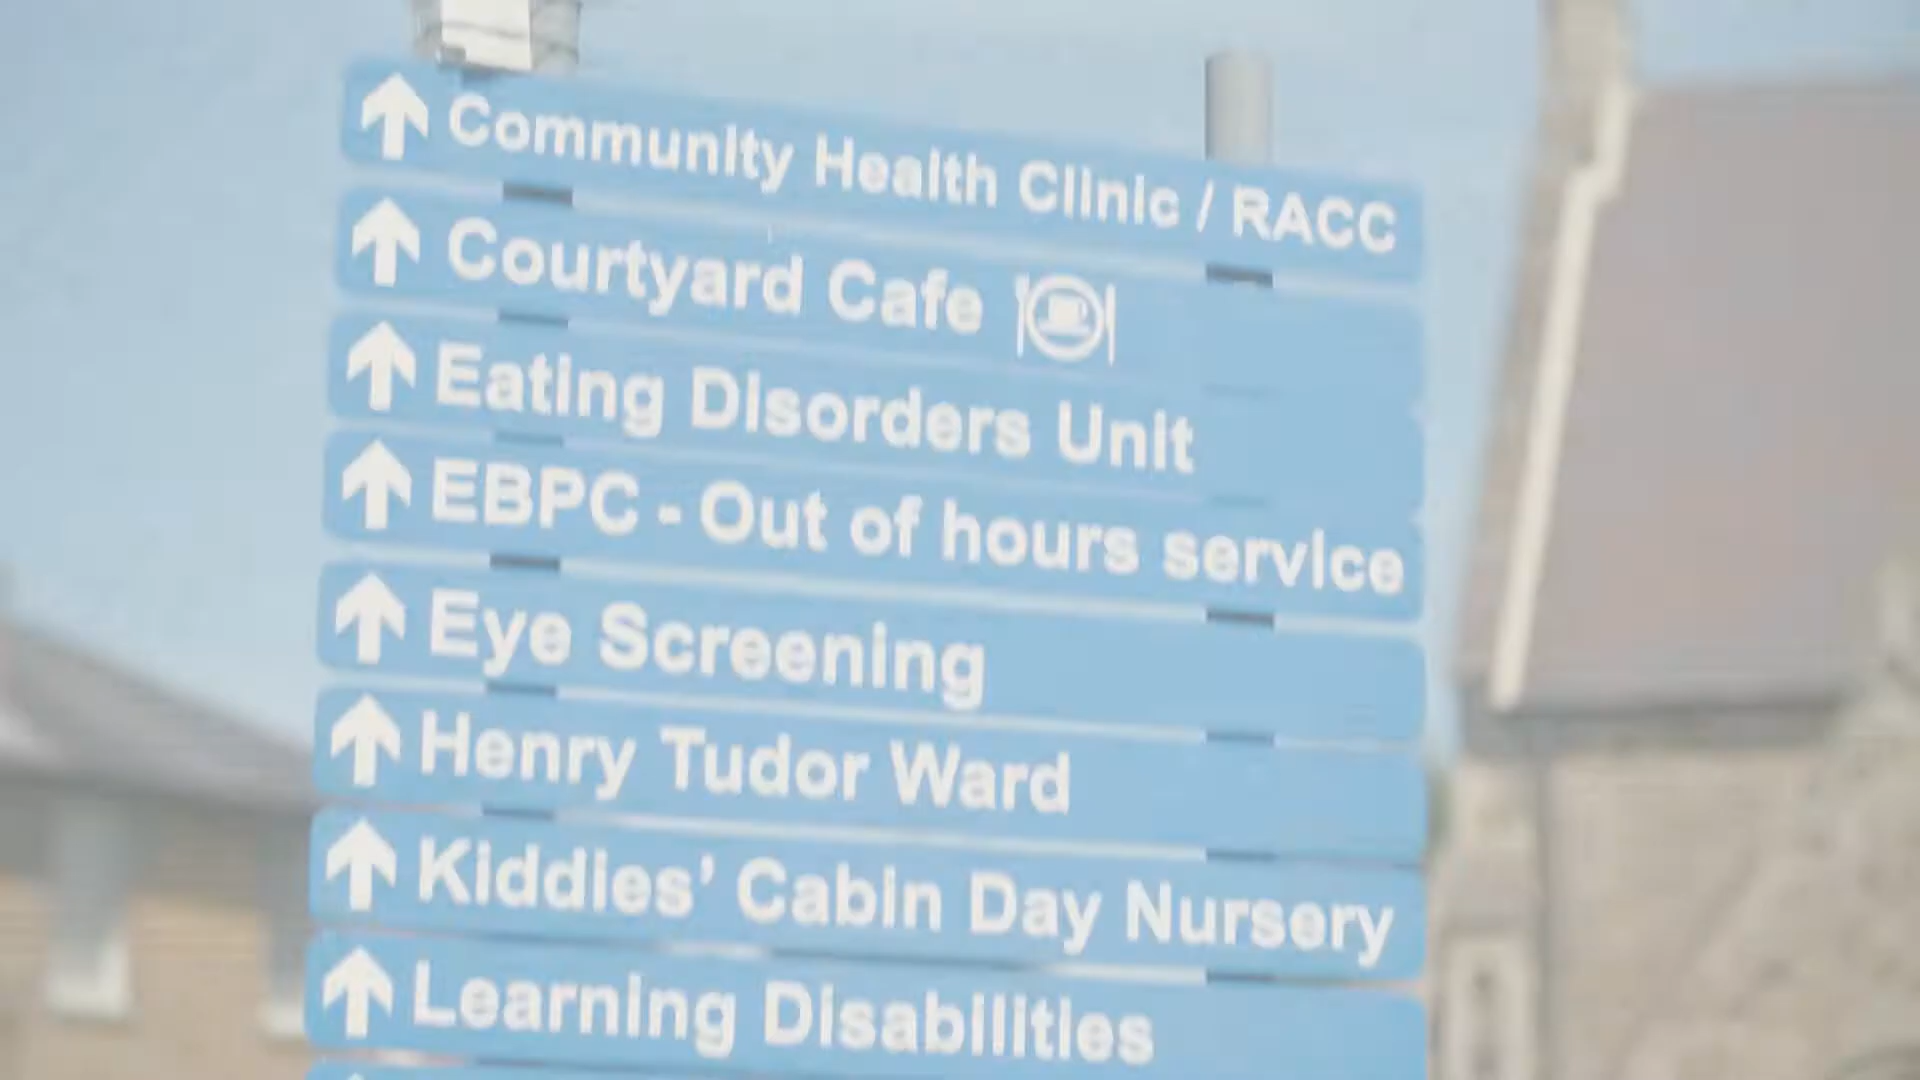 Community Health Clinic / RACC
Courtyard Cafe
Eating Disorders Unit
EBPC - Out of hours service
Eye Screening
Henry Tudor Ward
Kiddies' Cabin Day Nursery
Learning Disabilities